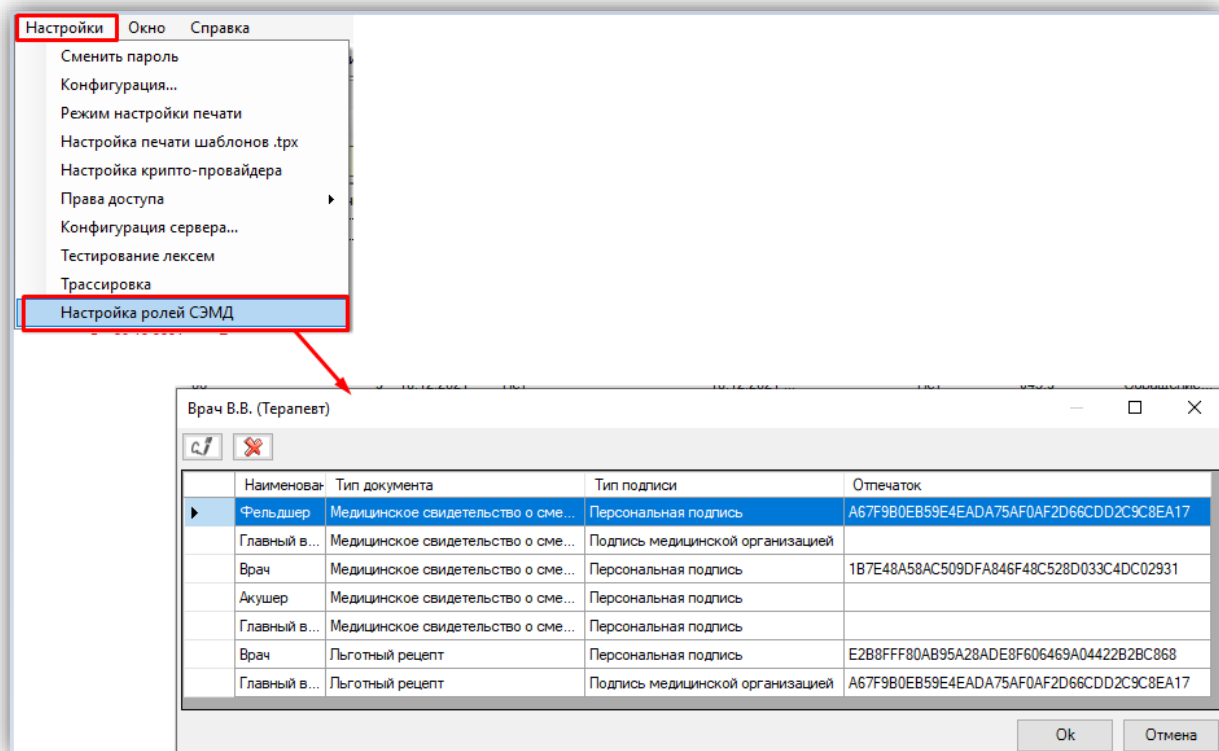 Настройки Окно Справка
Сменить пароль
Конфигурация...
Режим настройки печати
Настройка печати шаблонов .tpx
Настройка крипто-провайдера
Права доступа
Конфигурация сервера...
Тестирование лексем
Трассировка
Настройка ролей СЭМД
Врач В.В. (Терапевт)
Наименован Тип документа Тип подписи Отпечаток
Фельдшер Медицинское свидетельство о сме... Персональная подпись A67F9B0EB59E4EADA75AF0AF2D66CDD2C9C8EA17
Главный в... Медицинское свидетельство о сме... Подпись медицинской организацией
Врач Медицинское свидетельство о сме... Персональная подпись 1B7E48A58AC509DFA846F48C528D033C4DC02931
Акушер Медицинское свидетельство о сме... Персональная подпись
Главный в... Медицинское свидетельство о сме... Персональная подпись
Врач Льготный рецепт Персональная подпись E2B8FFF80AB95A28ADE8F606469A04422B2BC868
Главный в... Льготный рецепт Подпись медицинской организацией A67F9B0EB59E4EADA75AF0AF2D66CDD2C9C8EA17
Ok Отмена